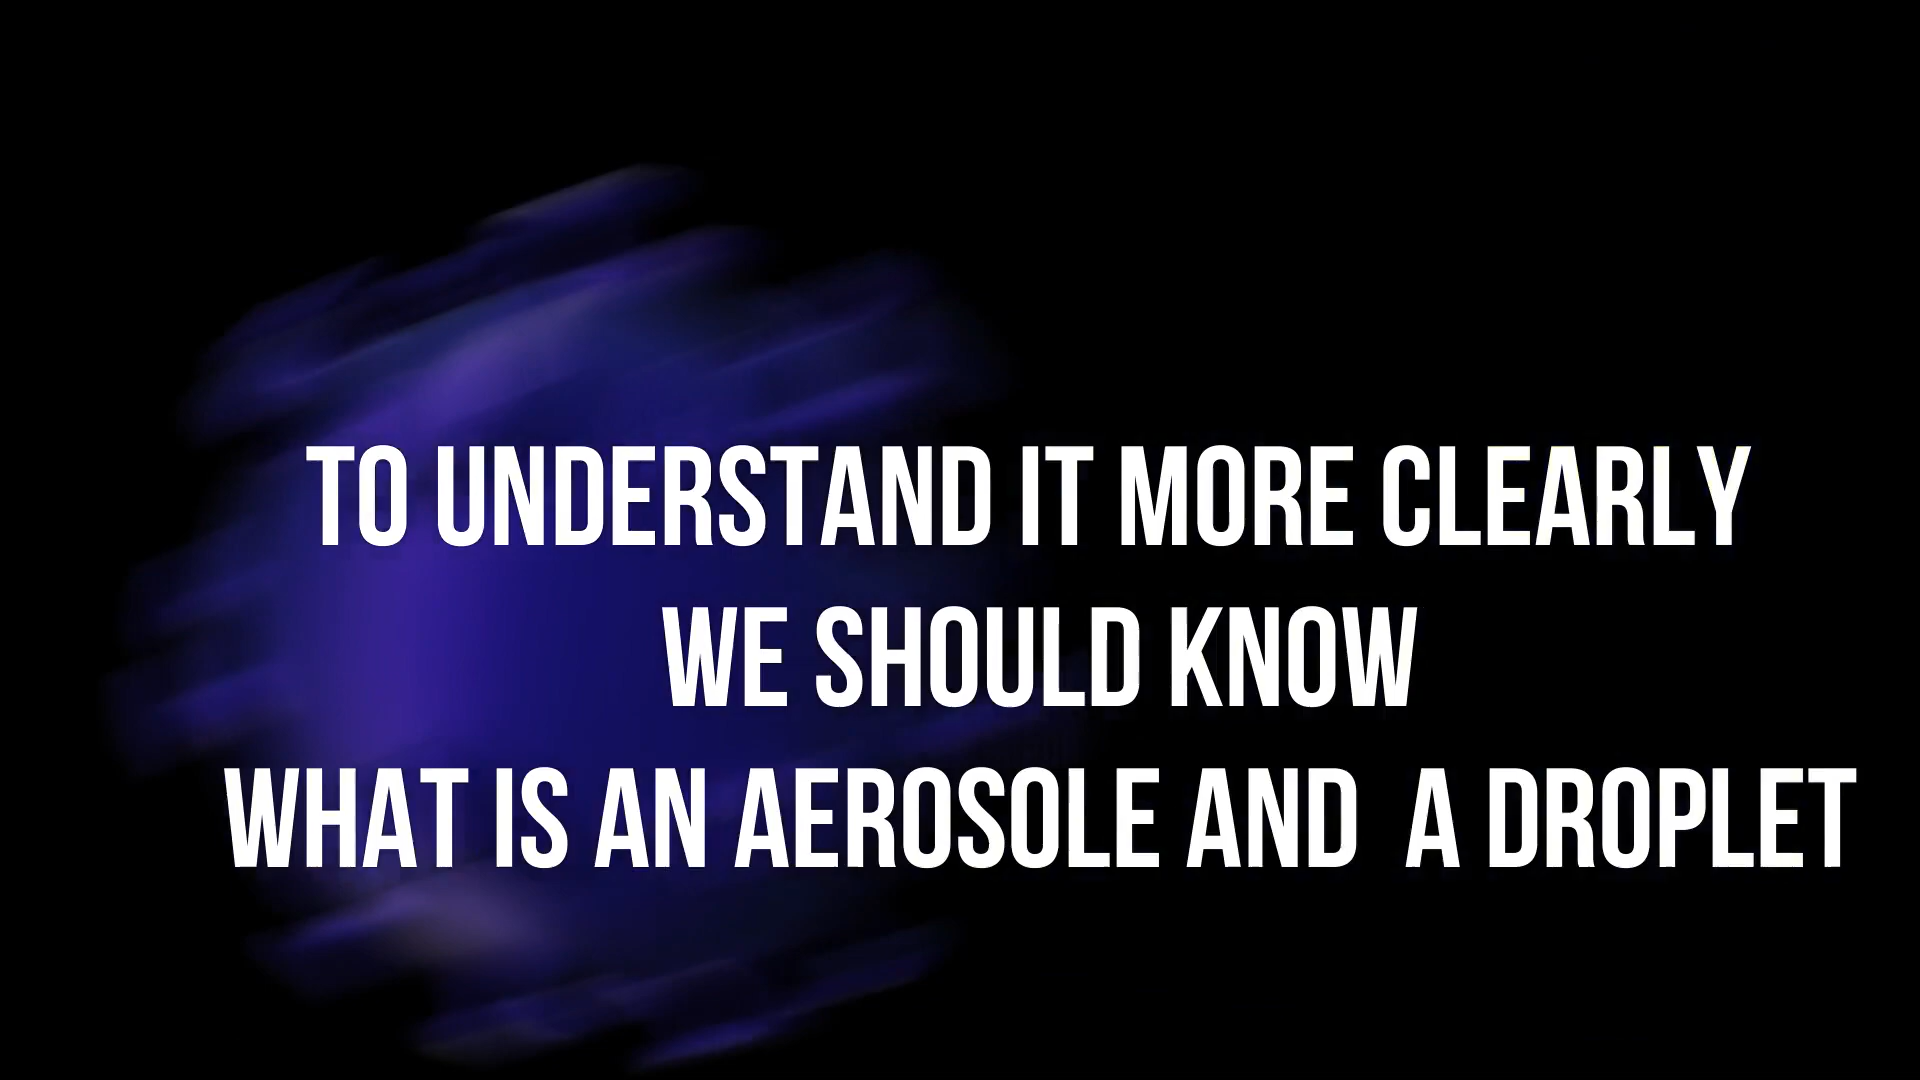 TO UNDERSTAND IT MORE CLEARLY
WE SHOULD KNOW
WHAT IS AN AEROSOLE AND  A DROPLET